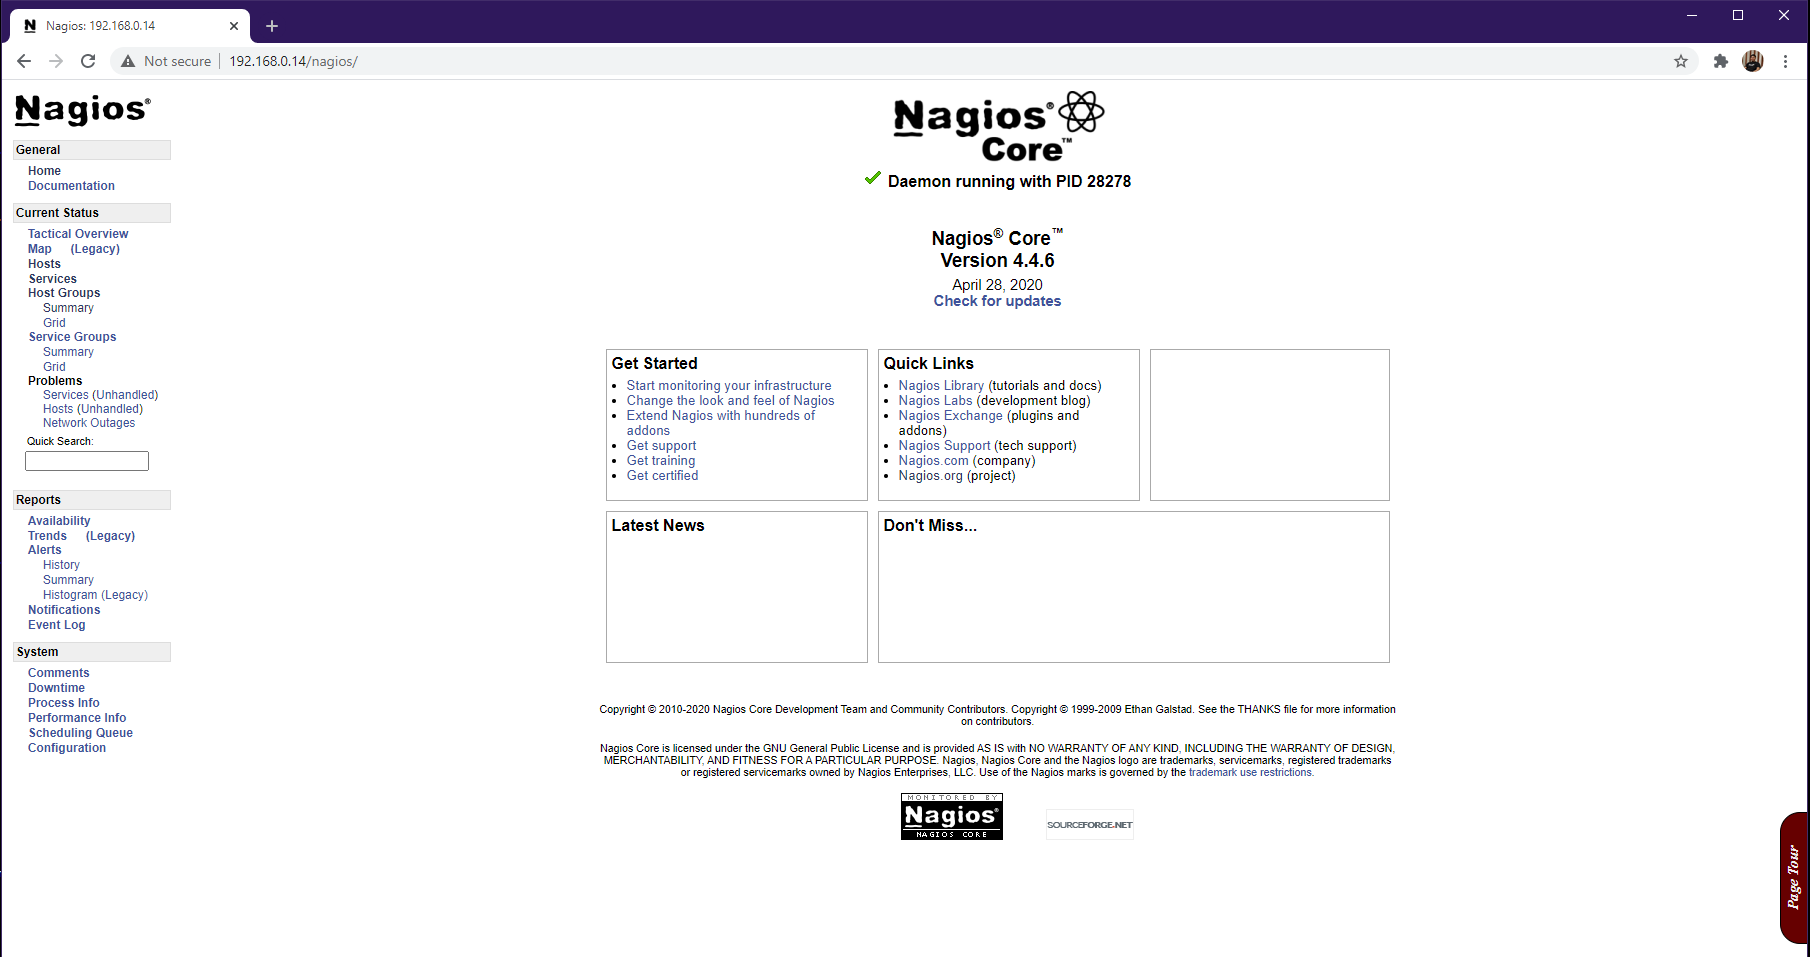 Nagios: 192.168.0.14
Not secure
192.168.0.14/nagios/
Nagios®
General
Home
Documentation
Current Status
Tactical Overview
Map (Legacy)
Hosts
Services
Host Groups
Summary
Grid
Service Groups
Summary
Grid
Problems
Services (Unhandled)
Hosts (Unhandled)
Network Outages
Quick Search:
Reports
Availability
Trends (Legacy)
Alerts
History
Summary
Histogram (Legacy)
Notifications
Event Log
System
Comments
Downtime
Process Info
Performance Info
Scheduling Queue
Configuration
Nagios®
Core™
Daemon running with PID 28278
Nagios® Core™
Version 4.4.6
April 28, 2020
Check for updates
Get Started
Start monitoring your infrastructure
Change the look and feel of Nagios
Extend Nagios with hundreds of
addons
Get support
Get training
Get certified
Quick Links
Nagios Library (tutorials and docs)
Nagios Labs (development blog)
Nagios Exchange (plugins and
addons)
Nagios Support (tech support)
Nagios.com (company)
Nagios.org (project)
Latest News
Don't Miss...
Copyright © 2010-2020 Nagios Core Development Team and Community Contributors. Copyright © 1999-2009 Ethan Galstad. See the THANKS file for more information
on contributors.
Nagios Core is licensed under the GNU General Public License and is provided AS IS with NO WARRANTY OF ANY KIND, INCLUDING THE WARRANTY OF DESIGN,
MERCHANTABILITY, AND FITNESS FOR A PARTICULAR PURPOSE. Nagios, Nagios Core and the Nagios logo are trademarks, servicemarks, registered trademarks
or registered servicemarks owned by Nagios Enterprises, LLC. Use of the Nagios marks is governed by the trademark use restrictions.
MONITORED BY
Nagios®
NAGIOS CORE
SOURCEFORGE.NET
Page Tour